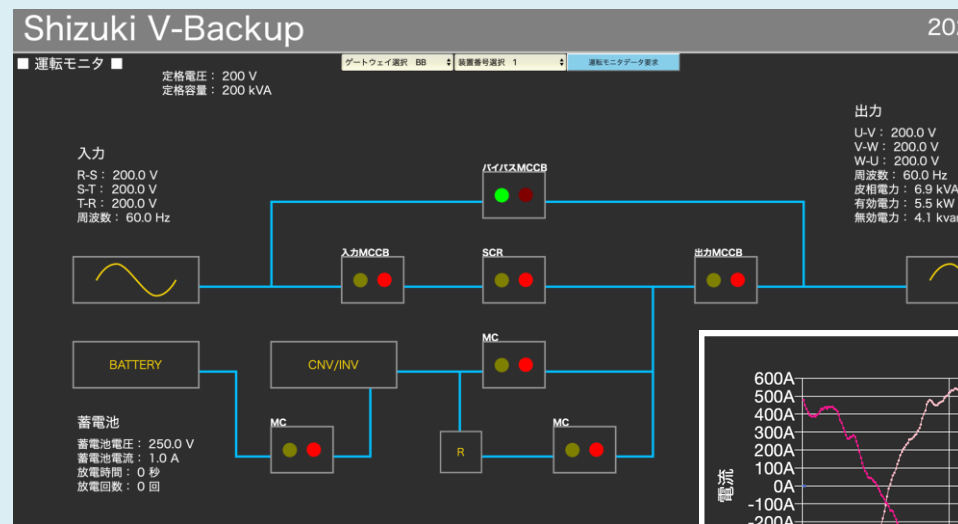 Shizuki V-Backup
■ 運転モニタ ■
ゲートウェイ選択 BB
装置番号選択 1
運転モニタデータ要求
定格電圧： 200 V
定格容量： 200 kVA
出力
U-V： 200.0 V
V-W： 200.0 V
W-U： 200.0 V
周波数： 60.0 Hz
皮相電力： 6.9 kVA
有効電力： 5.5 kW
無効電力： 4.1 kvar
入力
R-S： 200.0 V
S-T： 200.0 V
T-R： 200.0 V
周波数： 60.0 Hz
バイパスMCCB
入力MCCB
SCR
出力MCCB
BATTERY
CNV/INV
MC
蓄電池
蓄電池電圧： 250.0 V
蓄電池電流： 1.0 A
放電時間： 0 秒
放電回数： 0 回
MC
R
MC
600A
500A
400A
300A
200A
100A
0A
-100A
-200A
電流